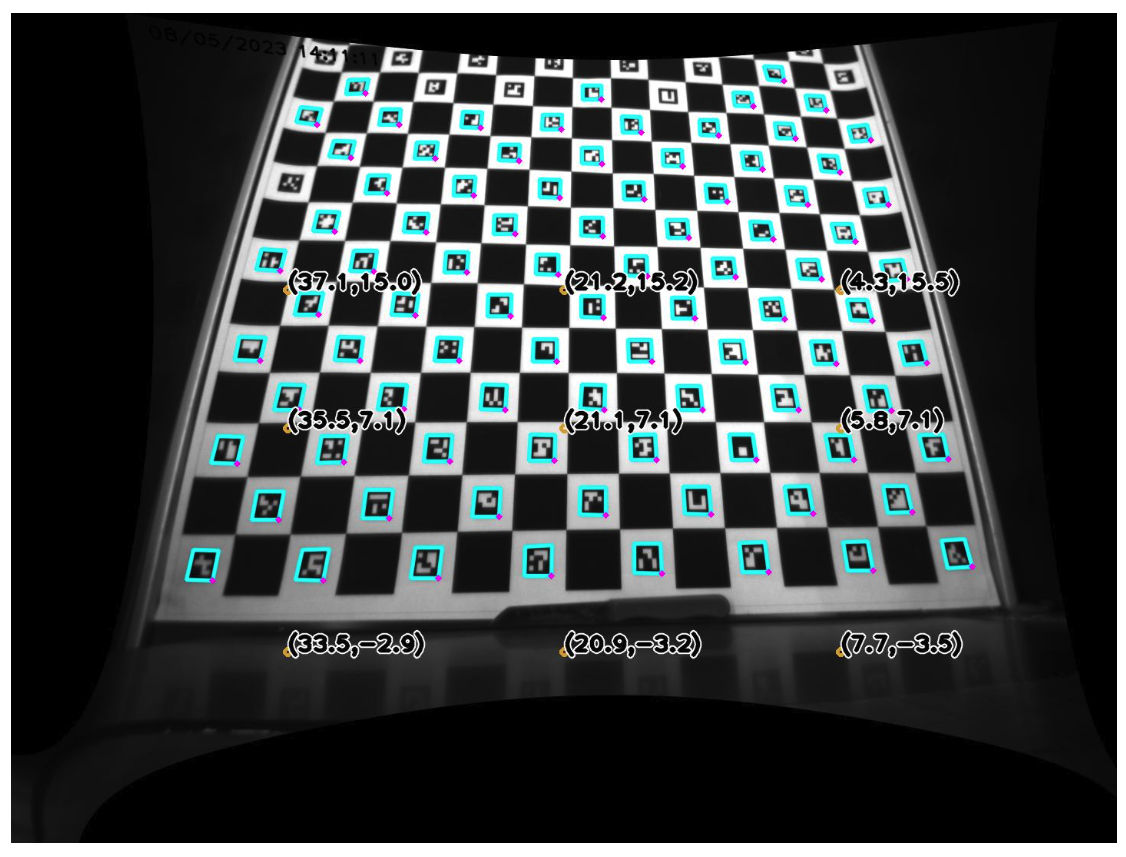 08/05/2023 14:11:11
(37.1,15.0) (21.2,15.2) (4.3,15.5)
(35.5,7.1) (21.1,7.1) (5.8,7.1)
(33.5,-2.9) (20.9,-3.2) (7.7,-3.5)